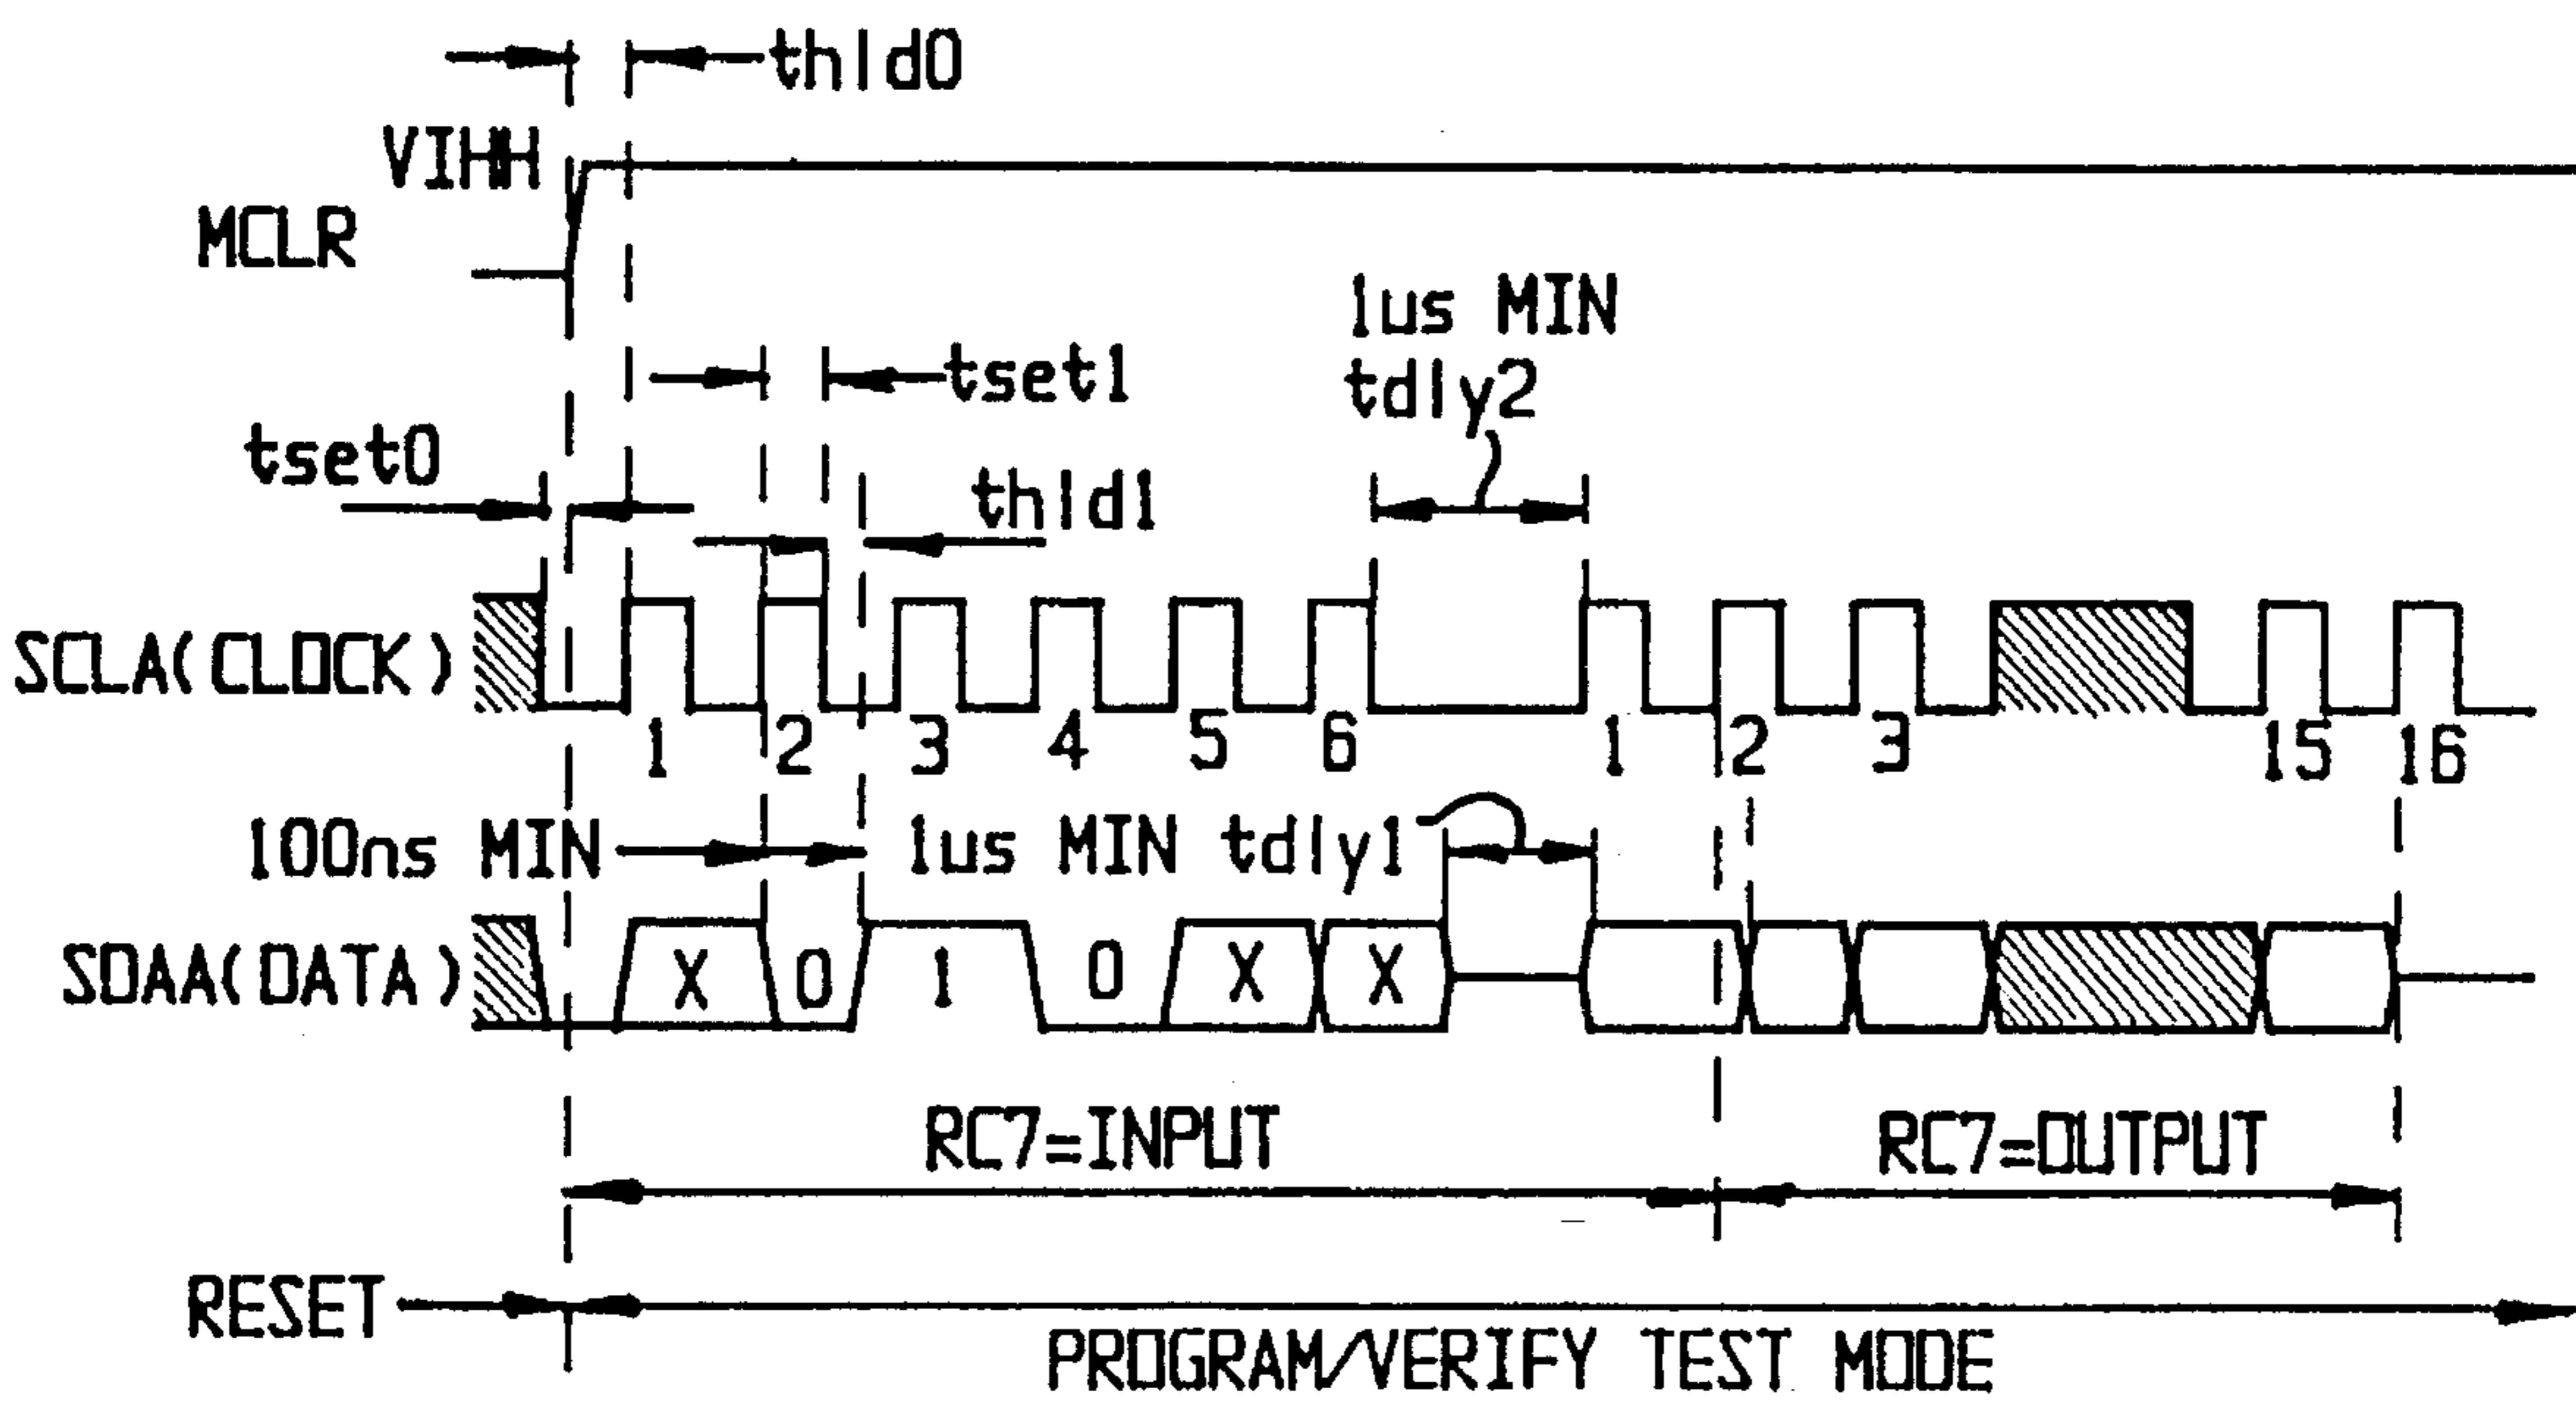 thld0
VIHH
MCLR
1us MIN
tdly2
tset1
tset0
thld1
SCLA(CLOCK)
1 2 3 4 5 6 1 2 3 15 16
100ns MIN
1us MIN tdly1
SDAA(DATA)
X 0 1 0 X X
RC7=INPUT
RC7=OUTPUT
RESET
PROGRAM/VERIFY TEST MODE